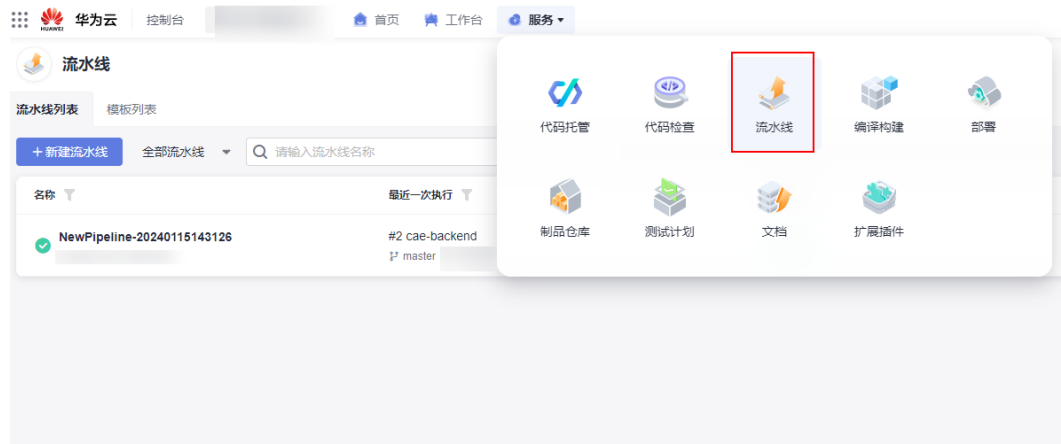 HUAWEI 华为云 控制台 首页 工作台 服务
流水线
流水线列表 模板列表
+新建流水线 全部流水线 请输入流水线名称
名称 最近一次执行
NewPipeline-20240115143126 #2 cae-backend
master
代码托管 代码检查 流水线 编译构建 部署
制品仓库 测试计划 文档 扩展插件